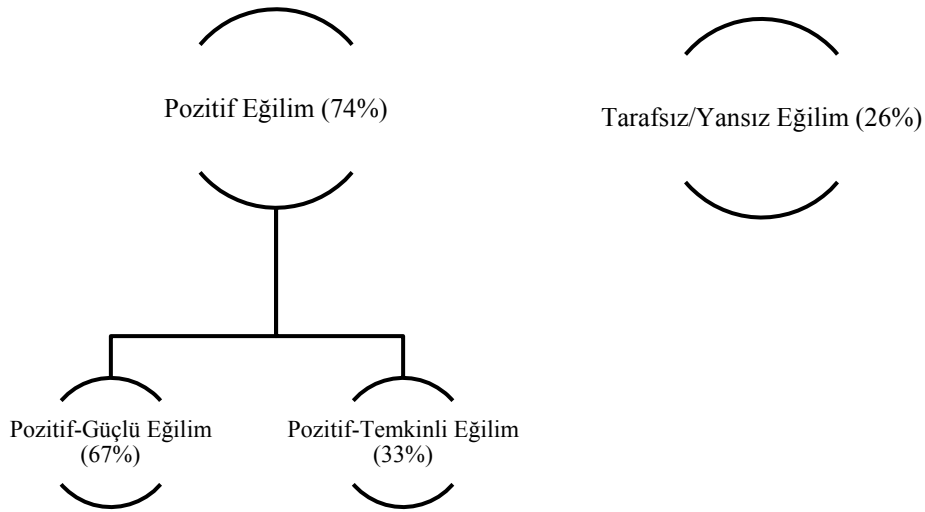 Pozitif Eğilim (74%)
Tarafsız/Yansız Eğilim (26%)
Pozitif-Güçlü Eğilim
(67%)
Pozitif-Temkinli Eğilim
(33%)